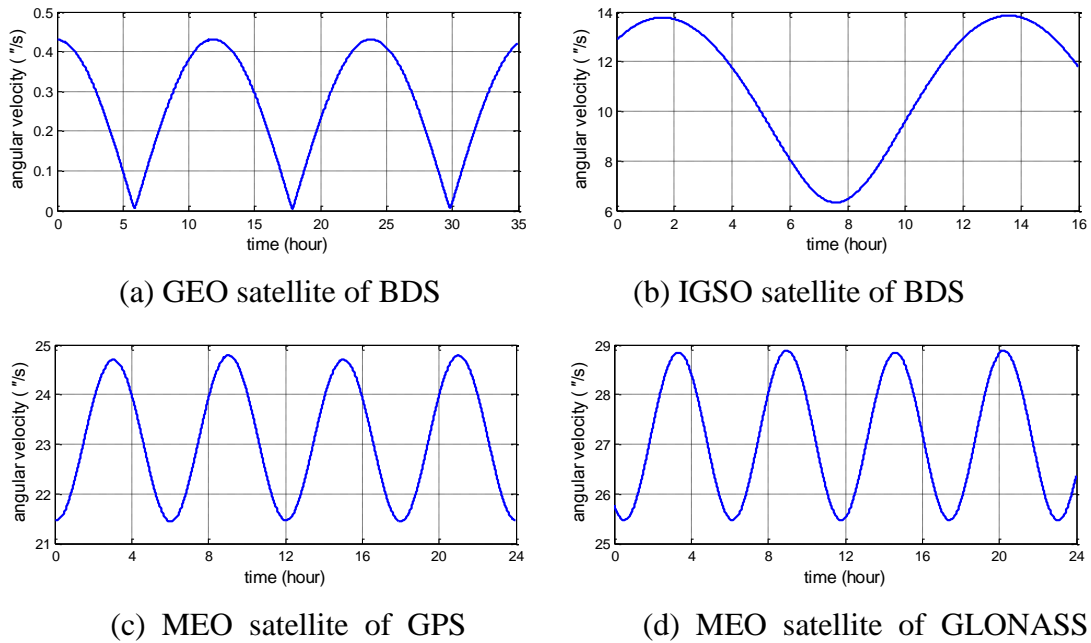 0.5
0.4
0.3
0.2
0.1
0
angular velocity ( "/s)
0 5 10 15 20 25 30 35
time (hour)
(a) GEO satellite of BDS
14
12
10
8
6
angular velocity ( "/s)
0 2 4 6 8 10 12 14 16
time (hour)
(b) IGSO satellite of BDS
25
24
23
22
21
angular velocity ( "/s)
0 4 8 12 16 20 24
time (hour)
(c) MEO satellite of GPS
29
28
27
26
25
angular velocity ( "/s)
0 4 8 12 16 20 24
time (hour)
(d) MEO satellite of GLONASS